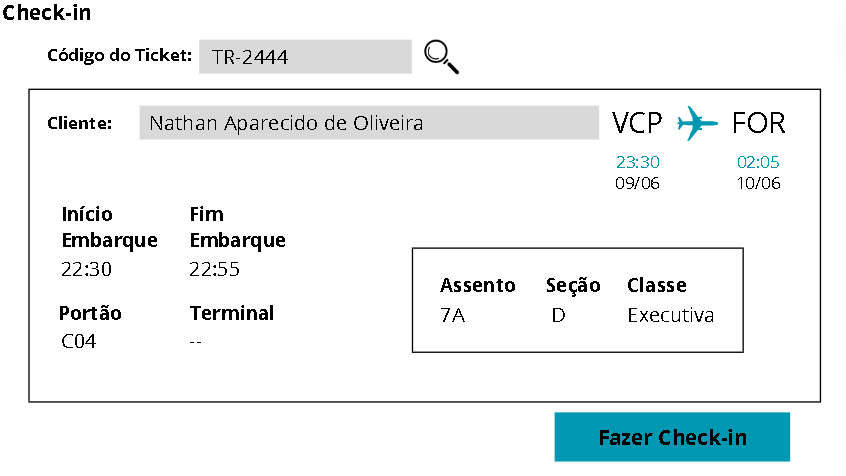 Check-in
Código do Ticket: TR-2444
Cliente: Nathan Aparecido de Oliveira
VCP FOR
23:30 02:05
09/06 10/06
Início Fim
Embarque Embarque
22:30 22:55
Assento Seção Classe
7A D Executiva
Portão Terminal
C04 --
Fazer Check-in